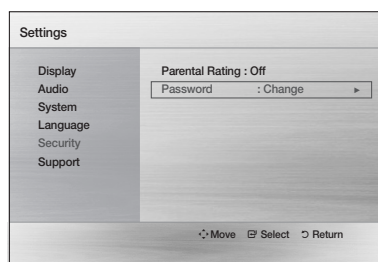 Settings
Display
Audio
System
Language
Security
Support
Parental Rating : Off
Password : Change ►
Move Select Return